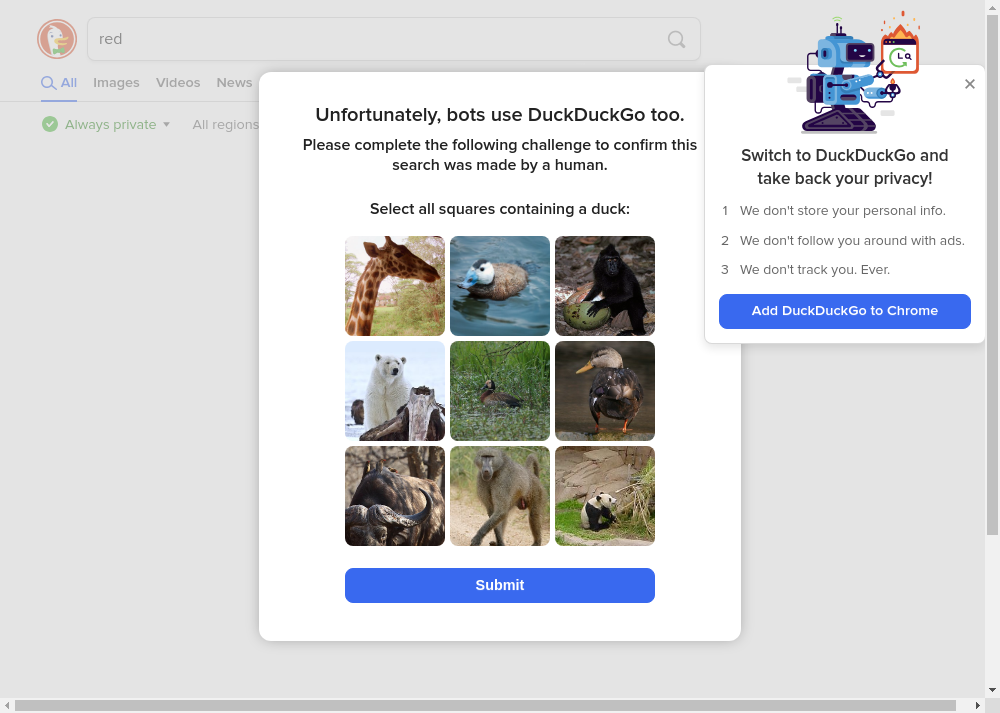 red
All
Images
Videos
News
Always private
All regions
Unfortunately, bots use DuckDuckGo too.
Please complete the following challenge to confirm this
search was made by a human.
Select all squares containing a duck:
Submit
Switch to DuckDuckGo and
take back your privacy!
1 We don't store your personal info.
2 We don't follow you around with ads.
3 We don't track you. Ever.
Add DuckDuckGo to Chrome